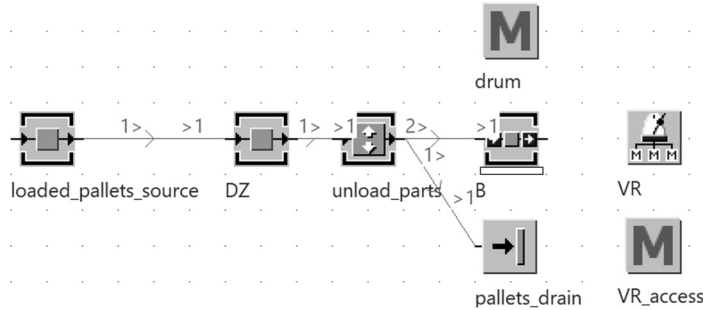 M
drum
1> >1 1> >1 2> >1
1>
loaded_pallets_source DZ unload_parts B VR
M M M
>1
M
pallets_drain VR_access